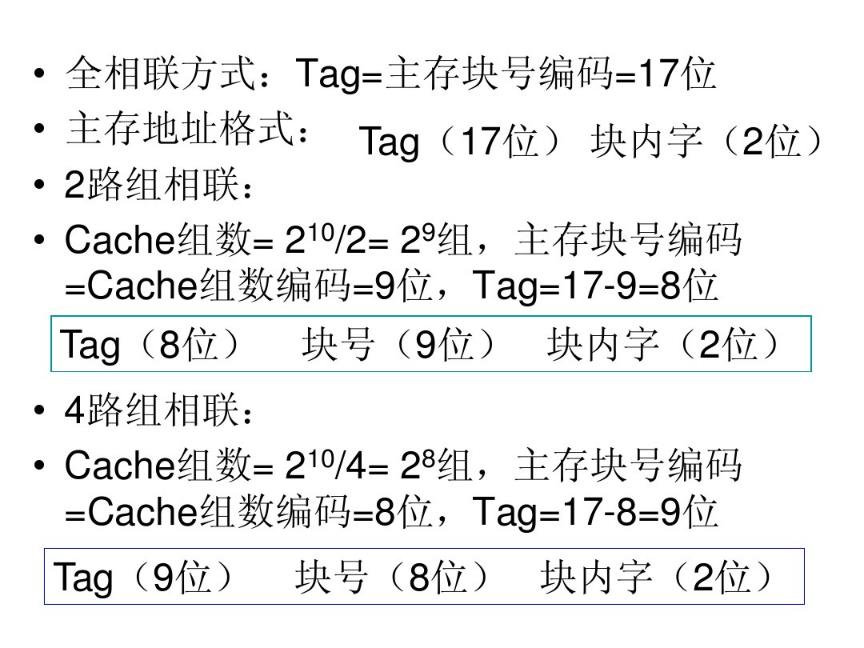 • 全相联方式：Tag=主存块号编码=17位
• 主存地址格式：
Tag（17位） 块内字（2位）
• 2路组相联：
• Cache组数= 2¹⁰/2= 2⁹组，主存块号编码
=Cache组数编码=9位，Tag=17-9=8位
Tag（8位） 块号（9位） 块内字（2位）
• 4路组相联：
• Cache组数= 2¹⁰/4= 2⁸组，主存块号编码
=Cache组数编码=8位，Tag=17-8=9位
Tag（9位） 块号（8位） 块内字（2位）